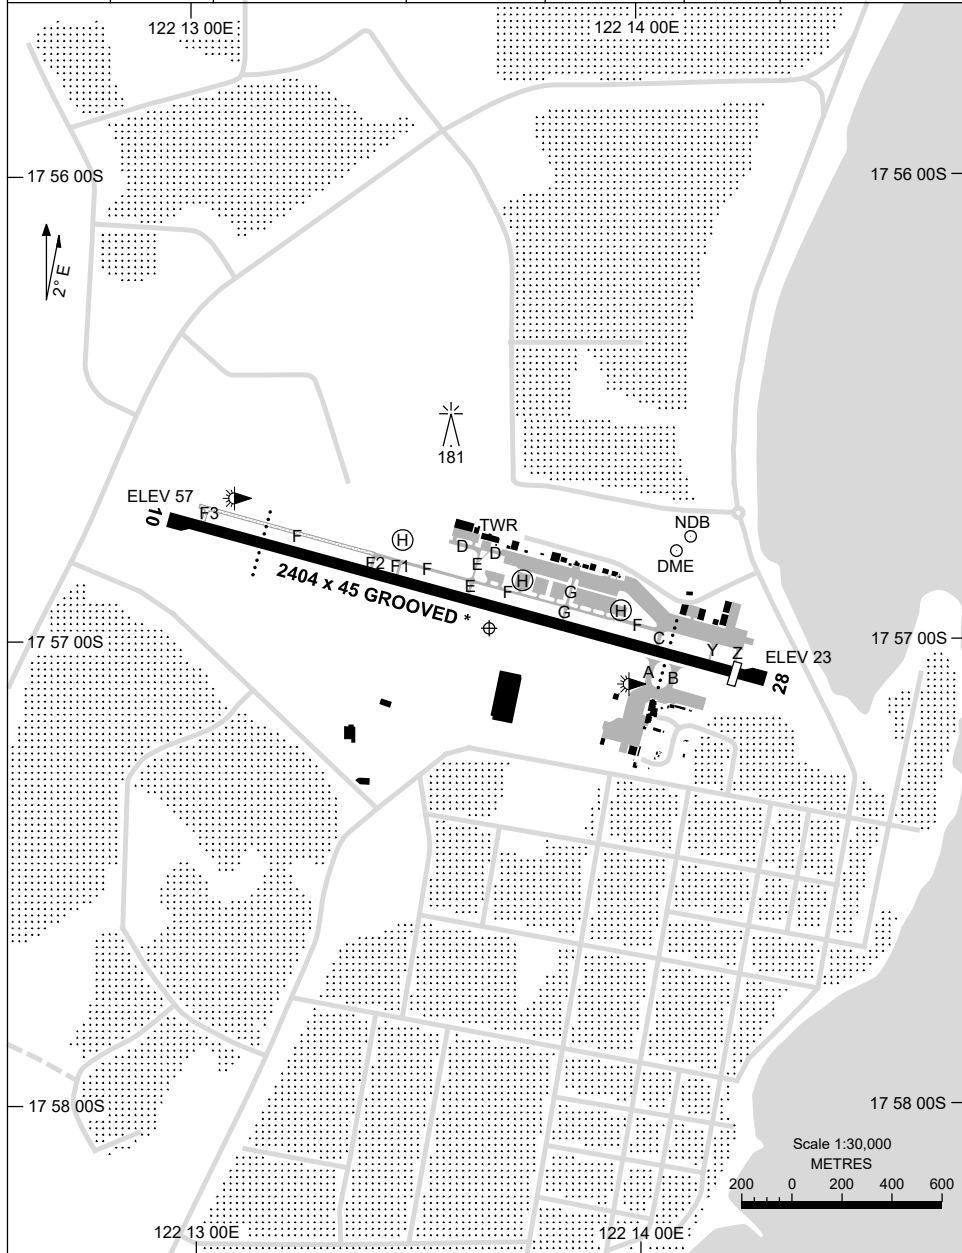 122 13 00E
122 14 00E
17 56 00S
17 56 00S
2° E
181
ELEV 57
F3
10
F
H
TWR
NDB
D
D
DME
F2
F1
F
E
2404 x 45 GROOVED *
E
F
H
G
G
H
F
17 57 00S
C
17 57 00S
Y
Z
ELEV 23
A
B
28
17 58 00S
17 58 00S
Scale 1:30,000
METRES
200 0 200 400 600
122 13 00E
122 14 00E